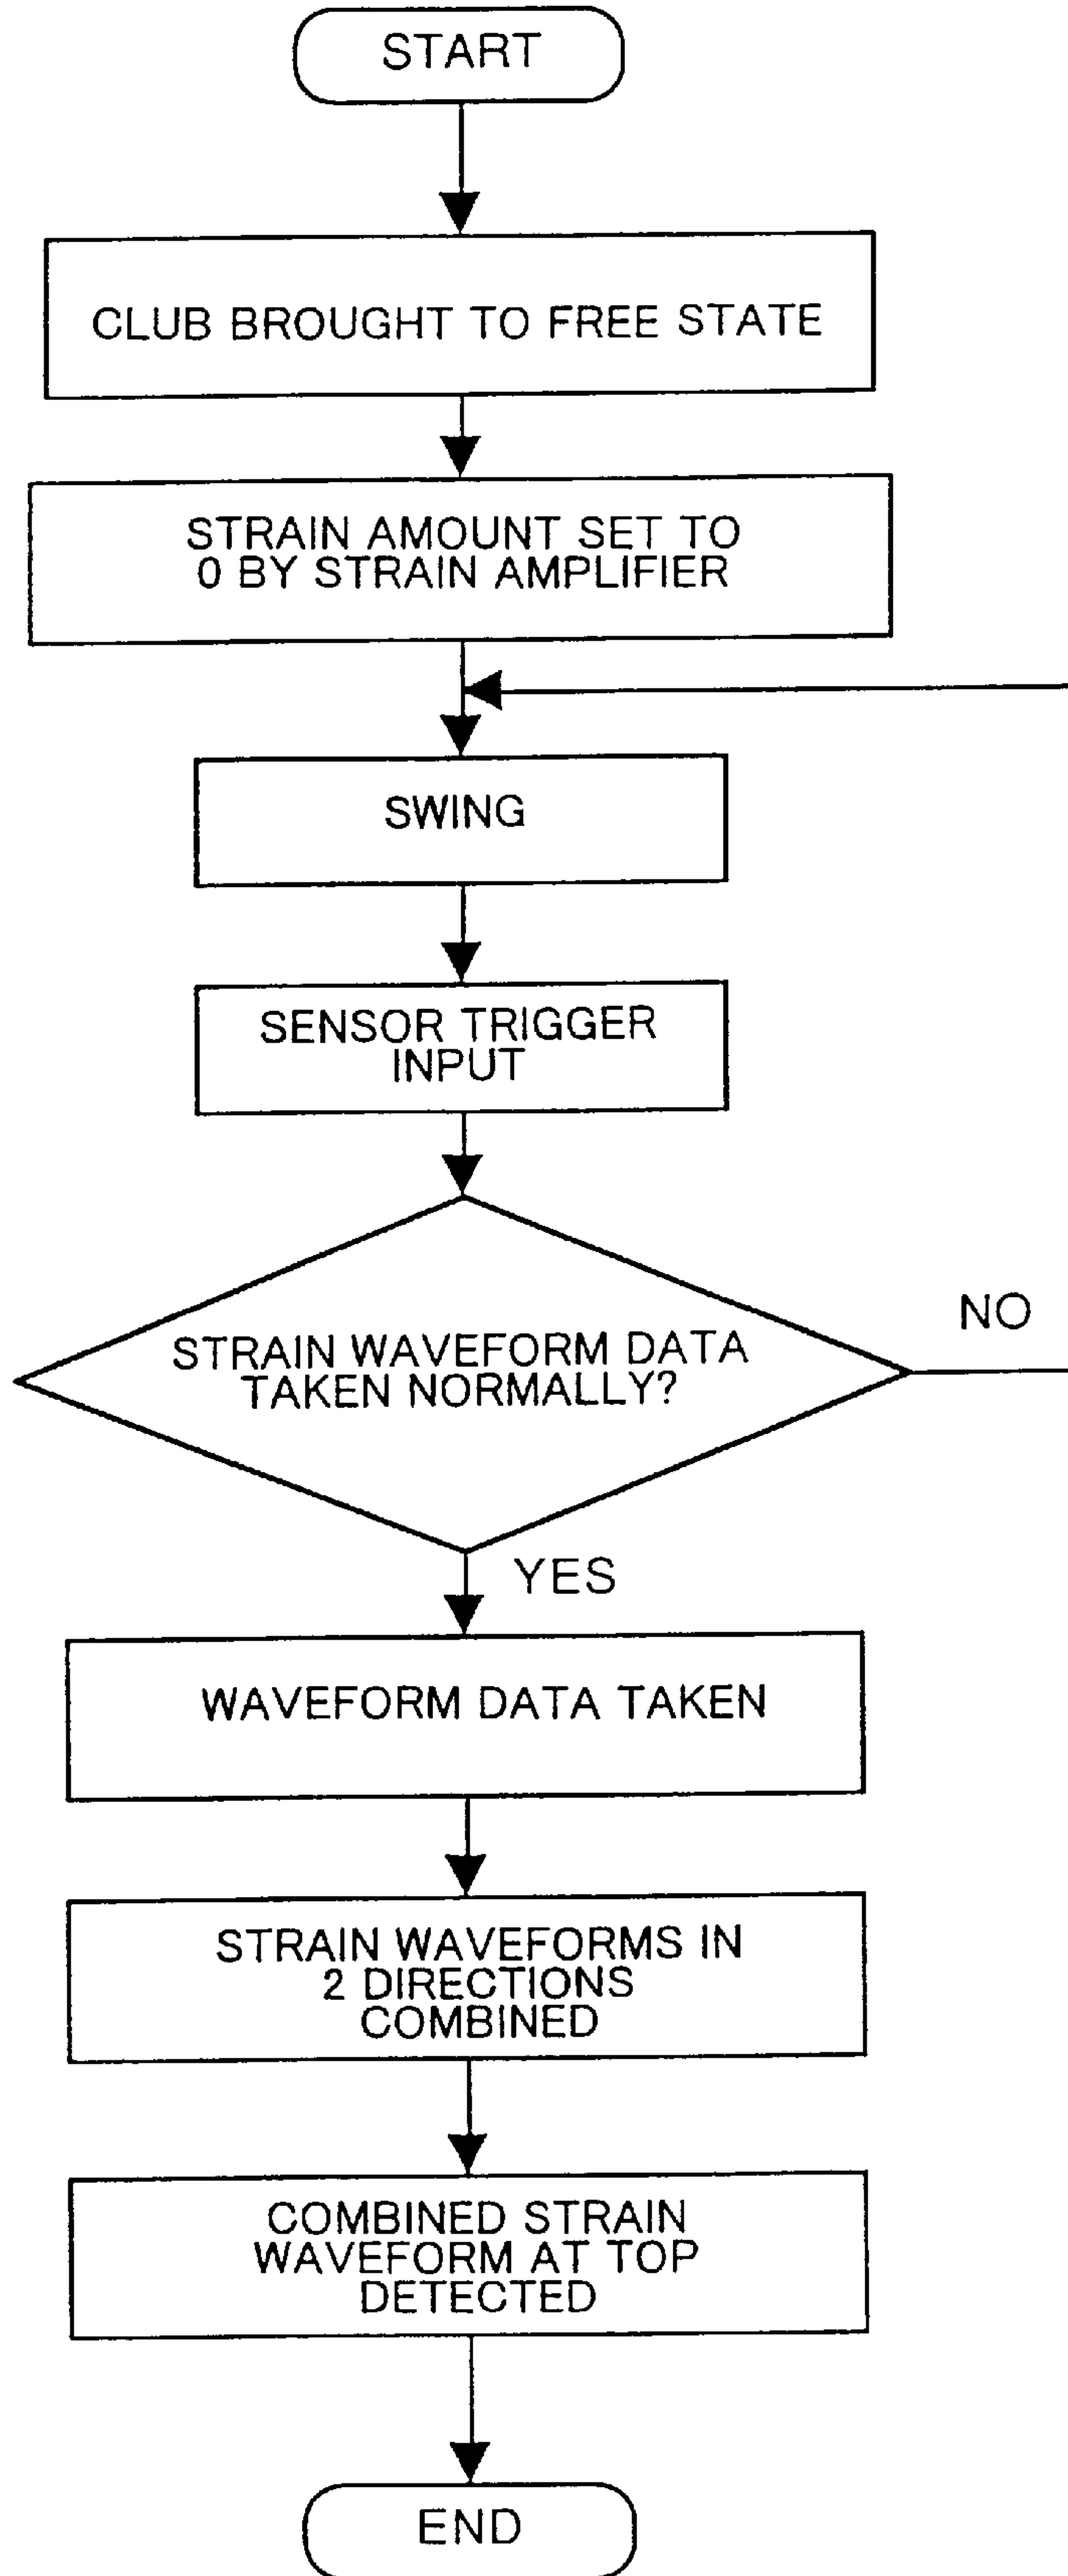 START
CLUB BROUGHT TO FREE STATE
STRAIN AMOUNT SET TO
0 BY STRAIN AMPLIFIER
SWING
SENSOR TRIGGER
INPUT
NO
STRAIN WAVEFORM DATA
TAKEN NORMALLY?
YES
WAVEFORM DATA TAKEN
STRAIN WAVEFORMS IN
2 DIRECTIONS
COMBINED
COMBINED STRAIN
WAVEFORM AT TOP
DETECTED
END